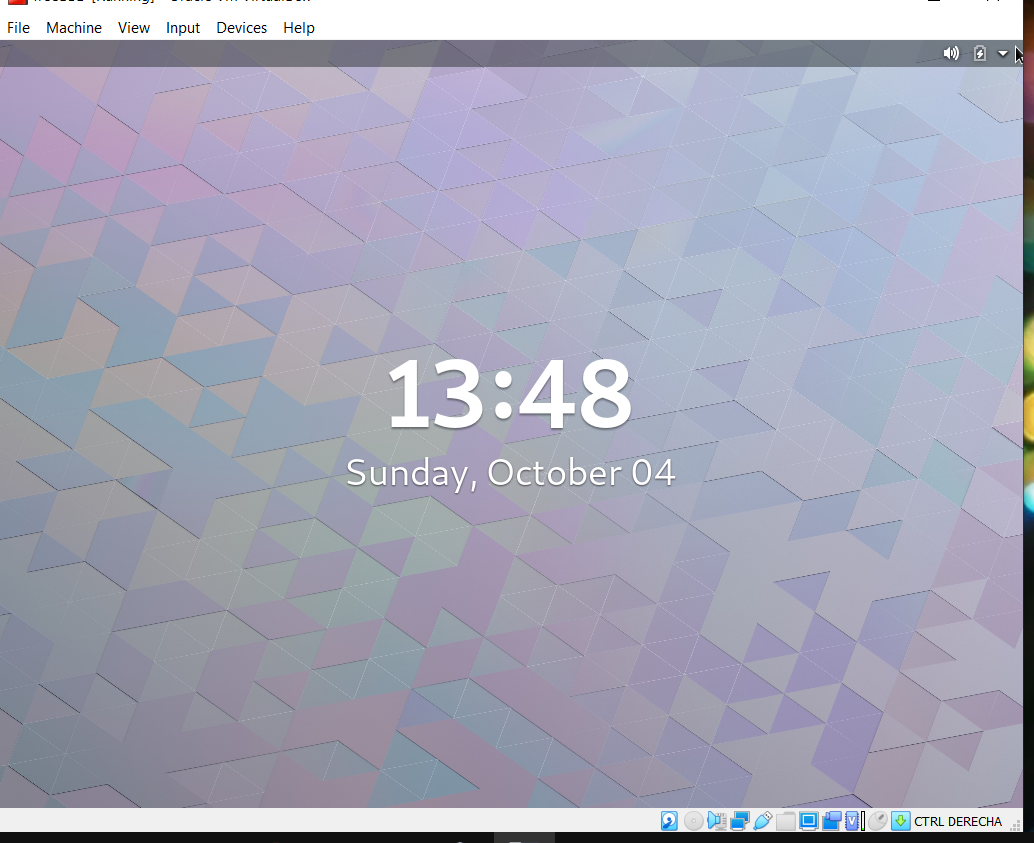 File Machine View Input Devices Help
13:48
Sunday, October 04
CTRL DERECHA